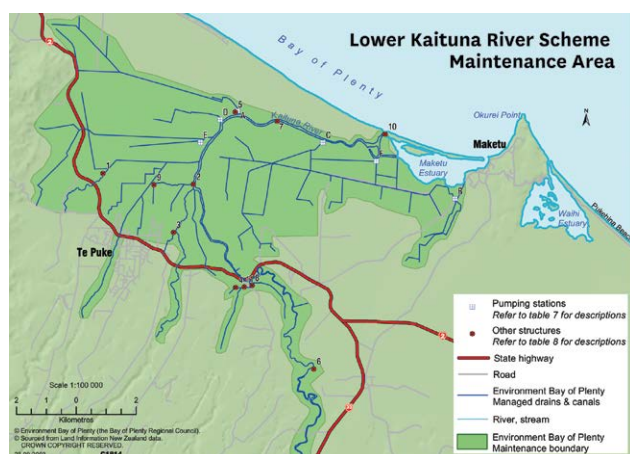 Lower Kaituna River Scheme
Maintenance Area
Bay of Plenty
Okurei Point
N
Kaituna River
Maketu
Maketu
Estuary
Waihi
Estuary
Te Puke
1
2
3
5
6
7
9
10
C
D
Pumping stations
Refer to table 7 for descriptions
Other structures
Refer to table 8 for descriptions
State highway
Road
Environment Bay of Plenty
Managed drains & canals
River, stream
Environment Bay of Plenty
Maintenance boundary
Scale 1:100 000
2 1 0 2
Kilometres
© Environment Bay of Plenty (the Bay of Plenty Regional Council).
© Sourced from Land Information New Zealand data.
CROWN COPYRIGHT RESERVED.